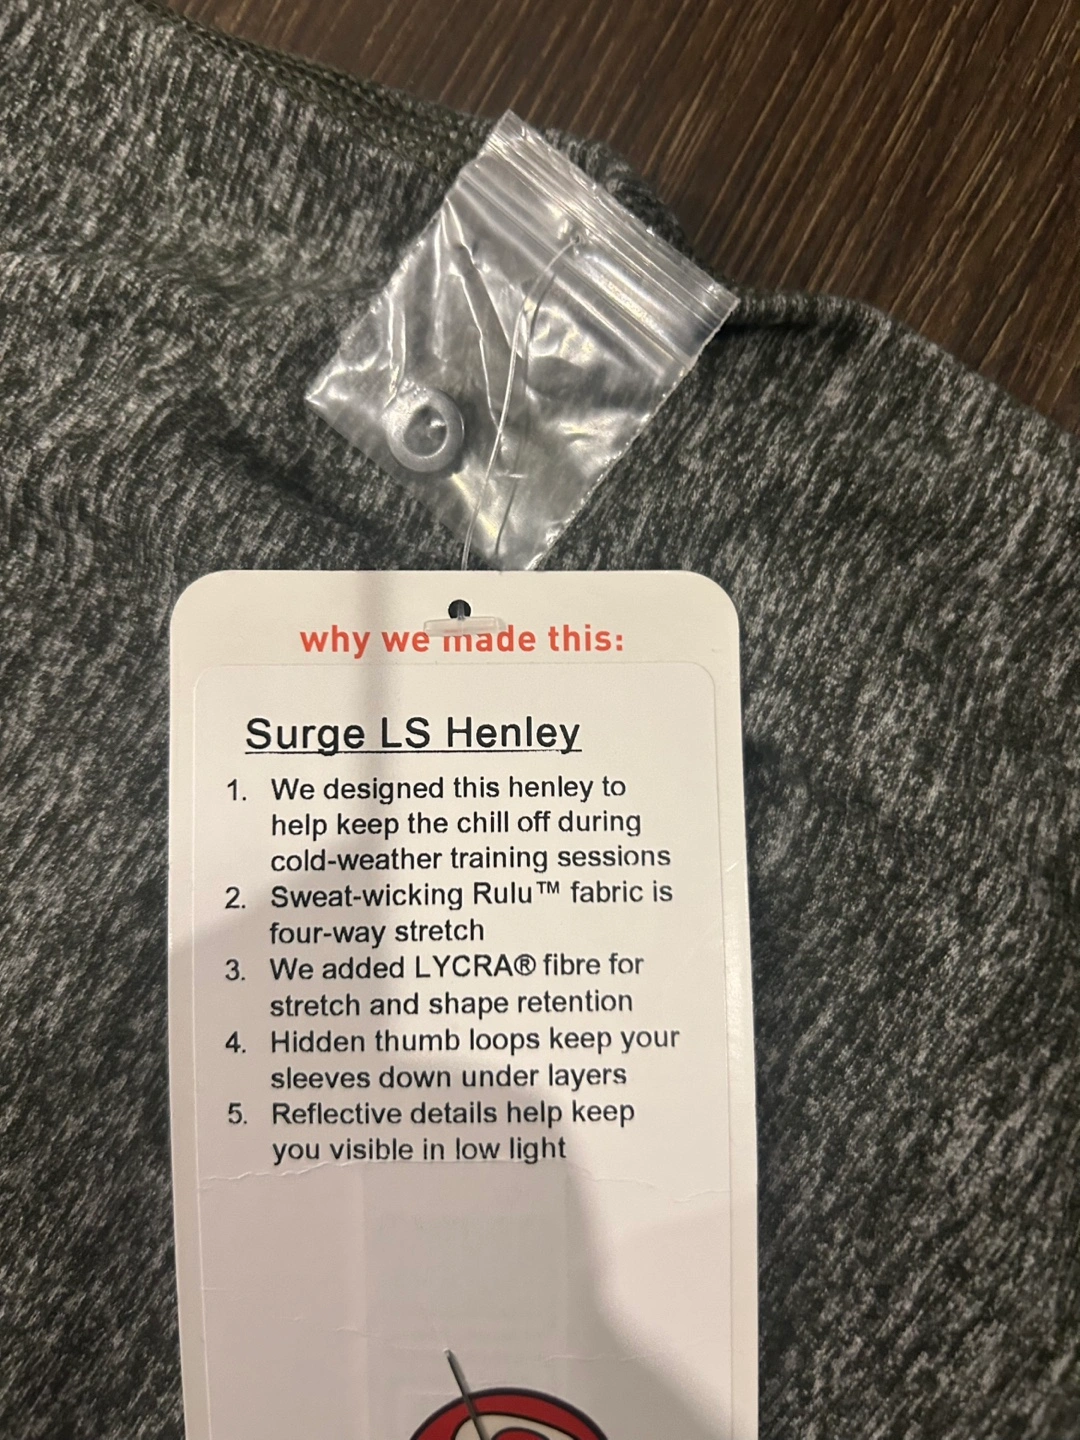 why we made this:
Surge LS Henley
1. We designed this henley to
help keep the chill off during
cold-weather training sessions
2. Sweat-wicking Rulu™ fabric is
four-way stretch
3. We added LYCRA® fibre for
stretch and shape retention
4. Hidden thumb loops keep your
sleeves down under layers
5. Reflective details help keep
you visible in low light